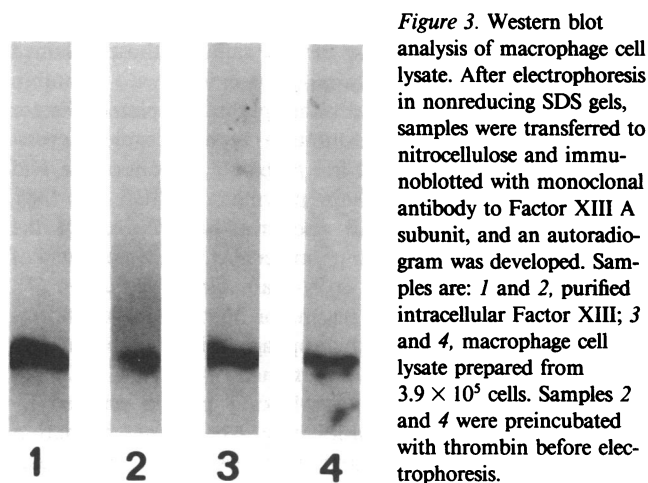 Figure 3. Western blot
analysis of macrophage cell
lysate. After electrophoresis
in nonreducing SDS gels,
samples were transferred to
nitrocellulose and immu-
noblotted with monoclonal
antibody to Factor XIII A
subunit, and an autoradio-
gram was developed. Sam-
ples are: 1 and 2, purified
intracellular Factor XIII; 3
and 4, macrophage cell
lysate prepared from
3.9 × 10⁵ cells. Samples 2
and 4 were preincubated
with thrombin before elec-
trophoresis.
1 2 3 4